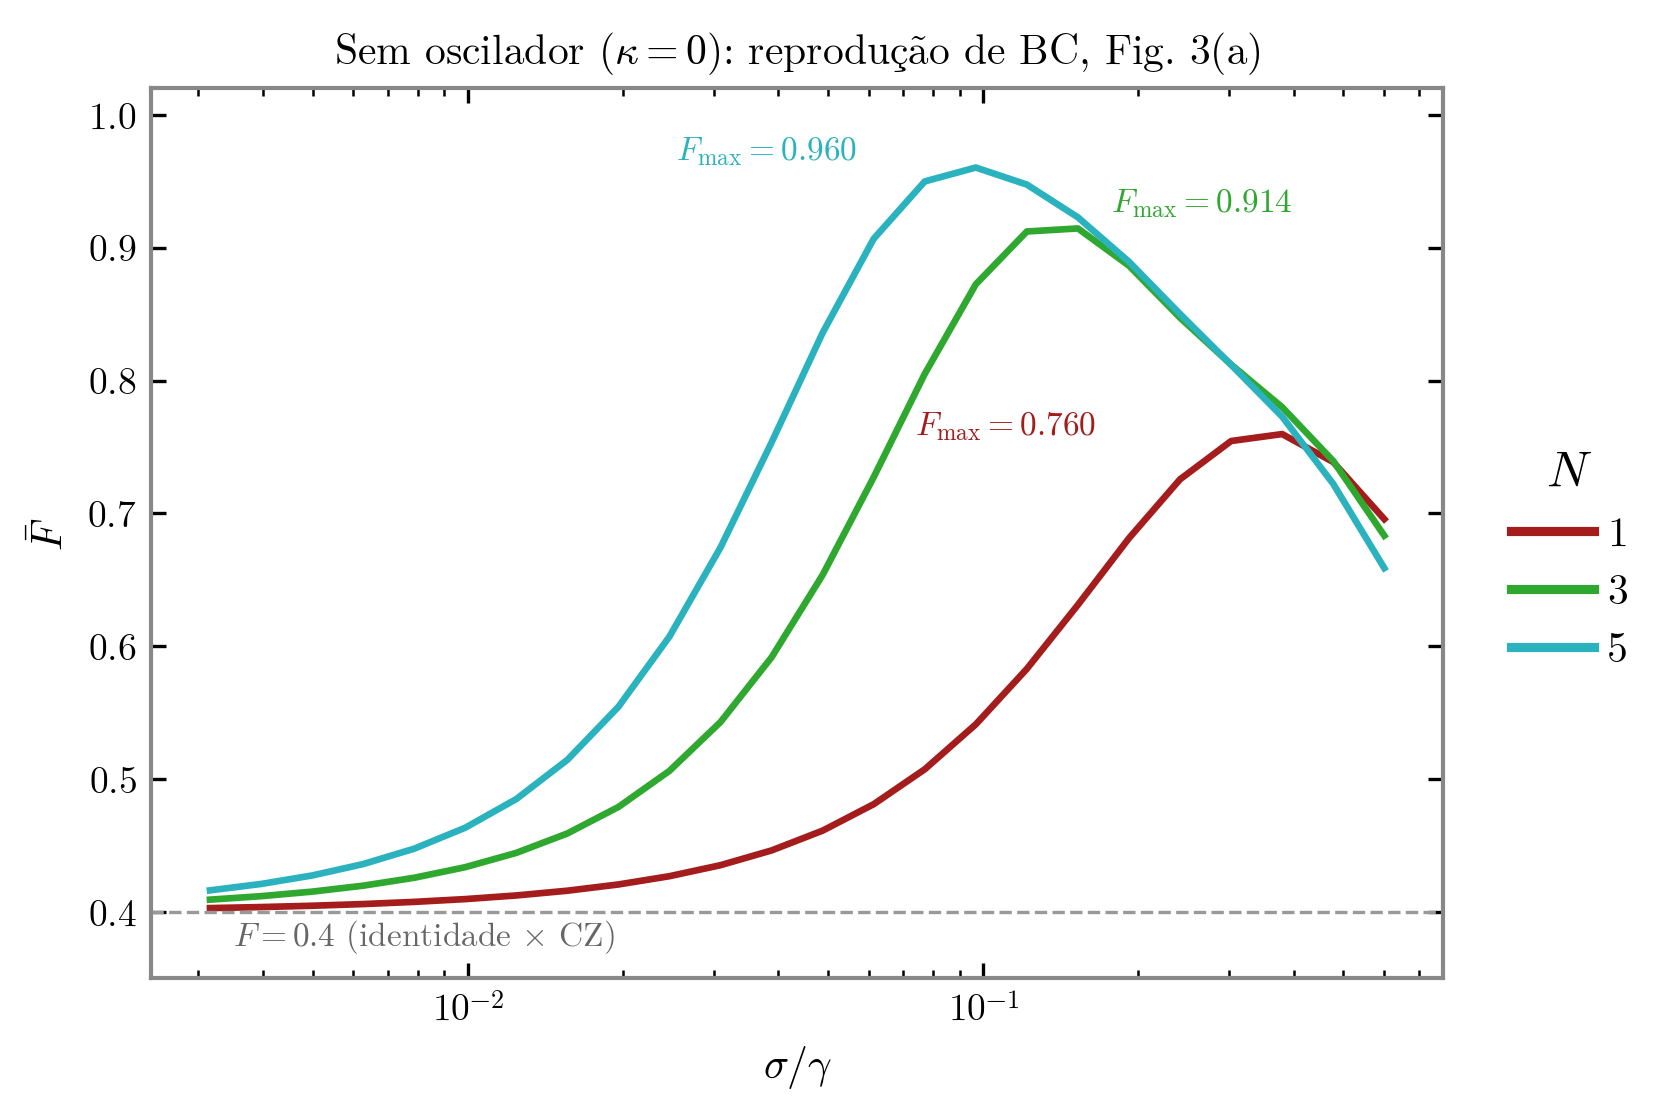 Sem oscilador (κ = 0): reprodução de BC, Fig. 3(a)
1.0
0.9
0.8
0.7
0.6
0.5
0.4
F̄
F_max = 0.960
F_max = 0.914
F_max = 0.760
F = 0.4 (identidade × CZ)
10⁻²
10⁻¹
σ/γ
N
1
3
5